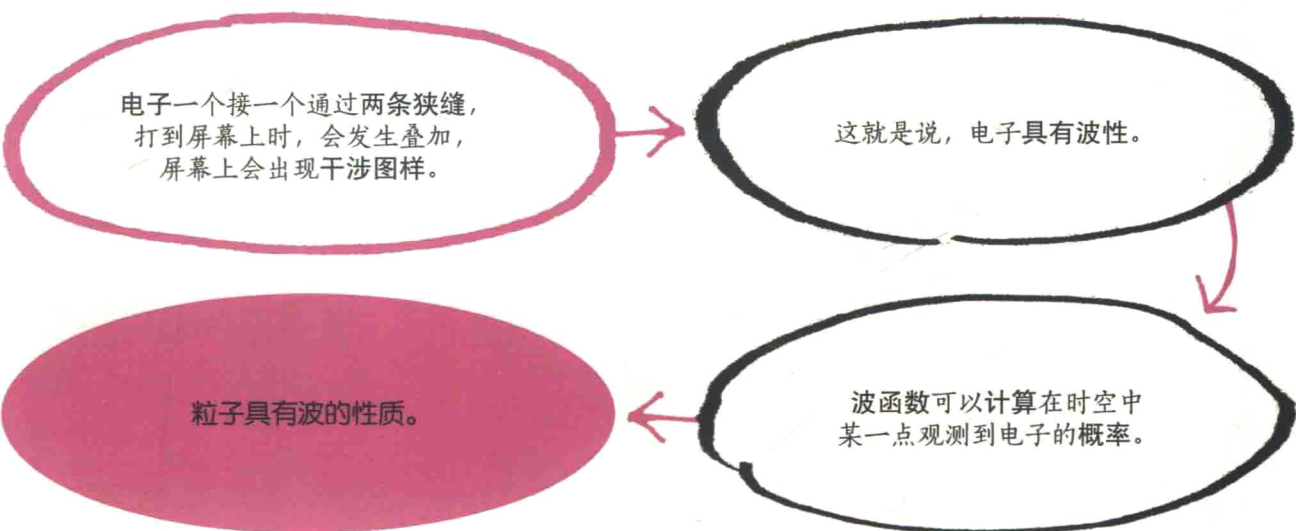 电子一个接一个通过两条狭缝，
打到屏幕上时，会发生叠加，
屏幕上会出现干涉图样。
这就是说，电子具有波性。
波函数可以计算在时空中
某一点观测到电子的概率。
粒子具有波的性质。